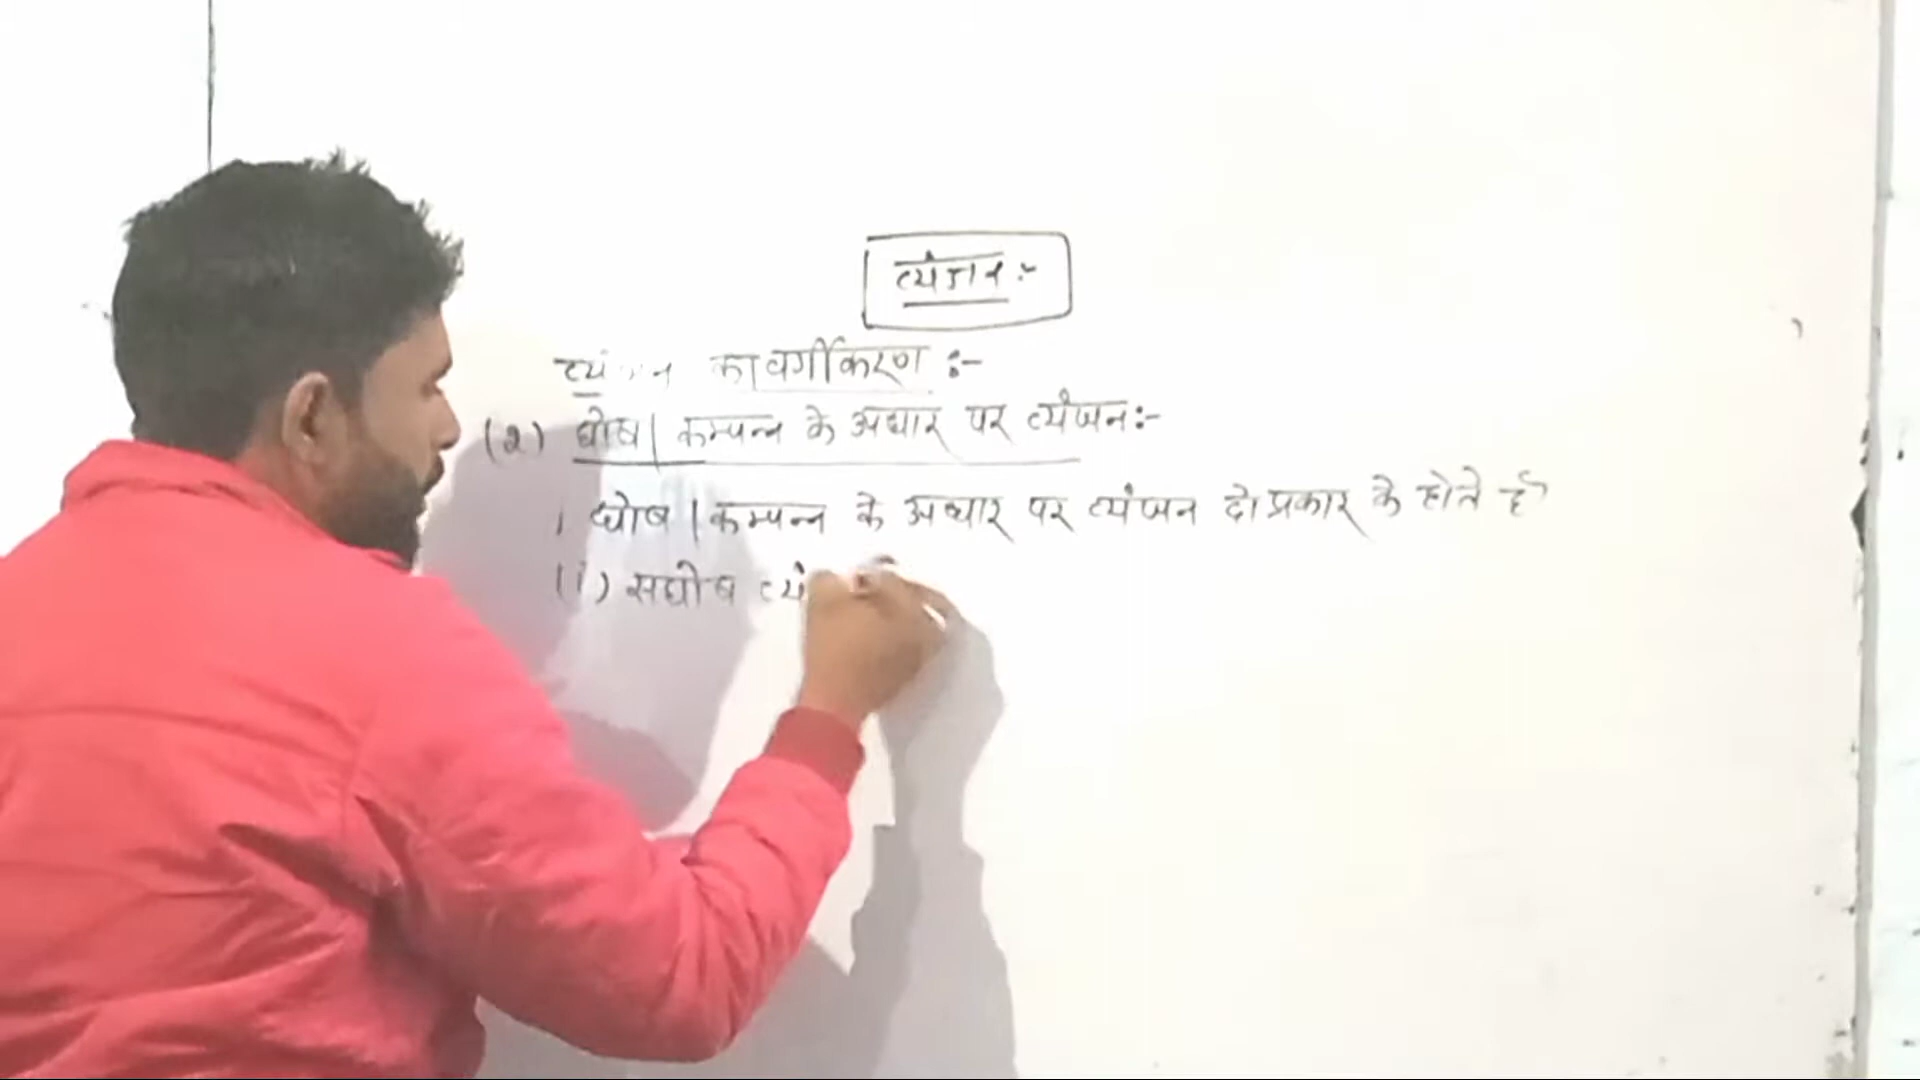 व्यंजन :-
व्यंजन का वर्गीकरण :-
(2) घोष | कम्पन्न के अधार पर व्यंजन :-
घोष | कम्पन्न के अधार पर व्यंजन दो प्रकार के होते है
(i) सघोष व्यं